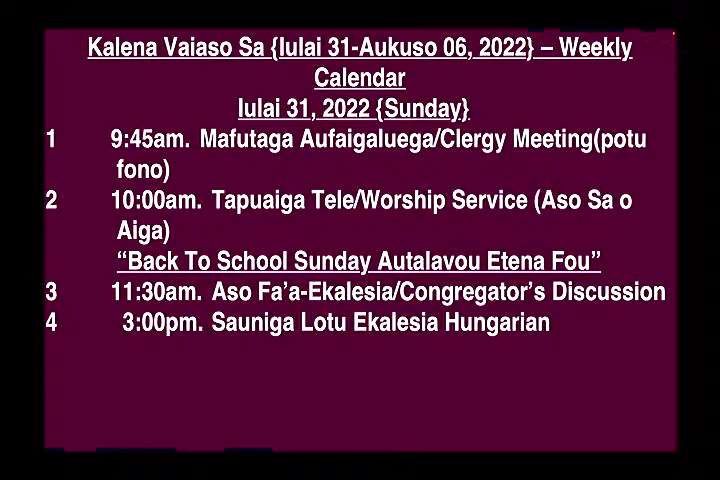 Kalena Vaiaso Sa {Iulai 31-Aukuso 06, 2022} – Weekly
Calendar
Iulai 31, 2022 {Sunday}
1 9:45am. Mafutaga Aufaigaluega/Clergy Meeting(potu
fono)
2 10:00am. Tapuaiga Tele/Worship Service (Aso Sa o
Aiga)
“Back To School Sunday Autalavou Etena Fou”
3 11:30am. Aso Fa’a-Ekalesia/Congregator’s Discussion
4 3:00pm. Sauniga Lotu Ekalesia Hungarian